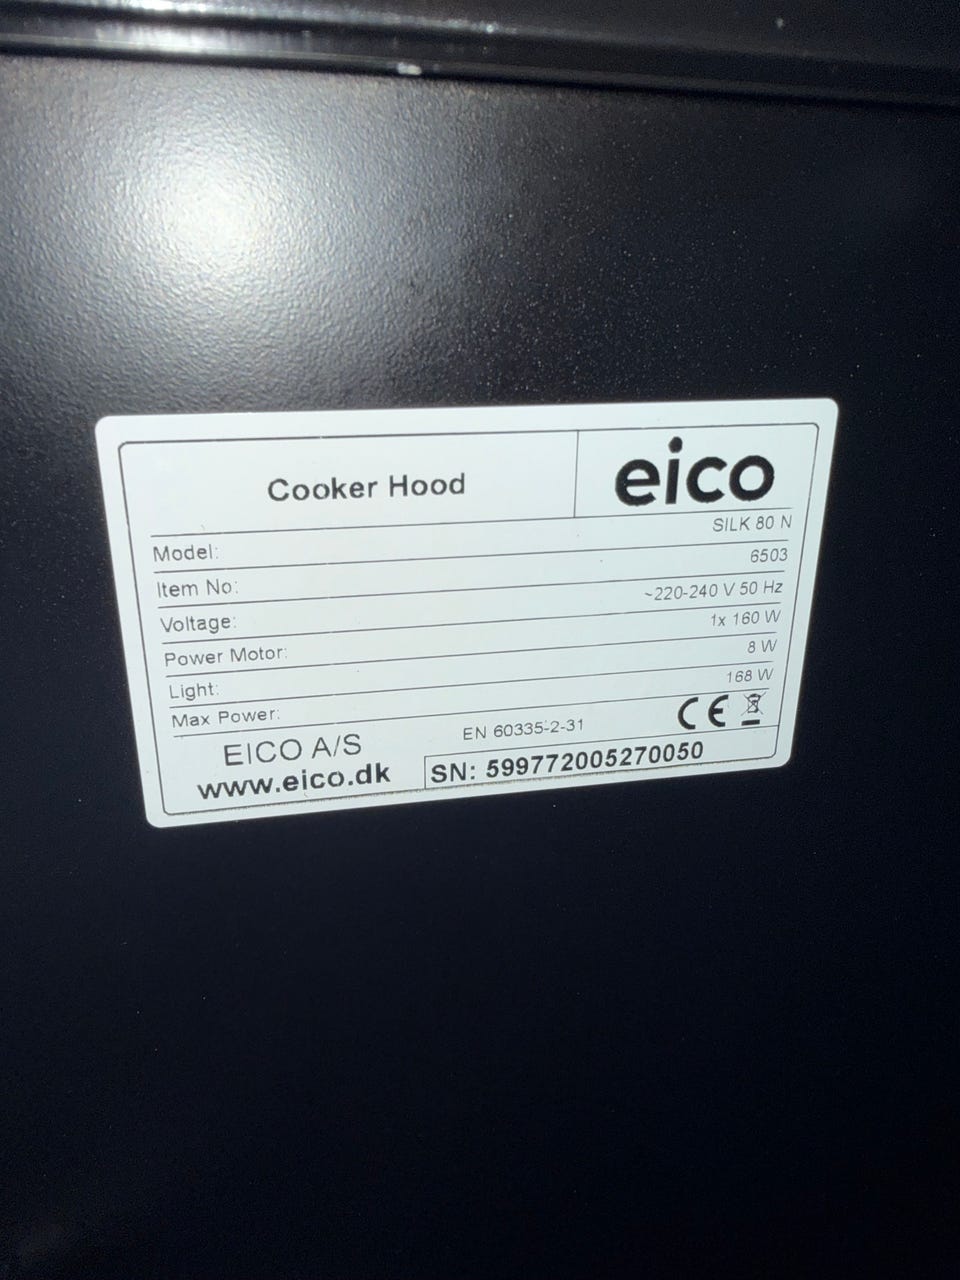 Cooker Hood
eico
Model: SILK 80 N
Item No: 6503
Voltage: ~220-240 V 50 Hz
Power Motor: 1x 160 W
Light: 8 W
Max Power: 168 W
EICO A/S
EN 60335-2-31
CE
www.eico.dk
SN: 599772005270050